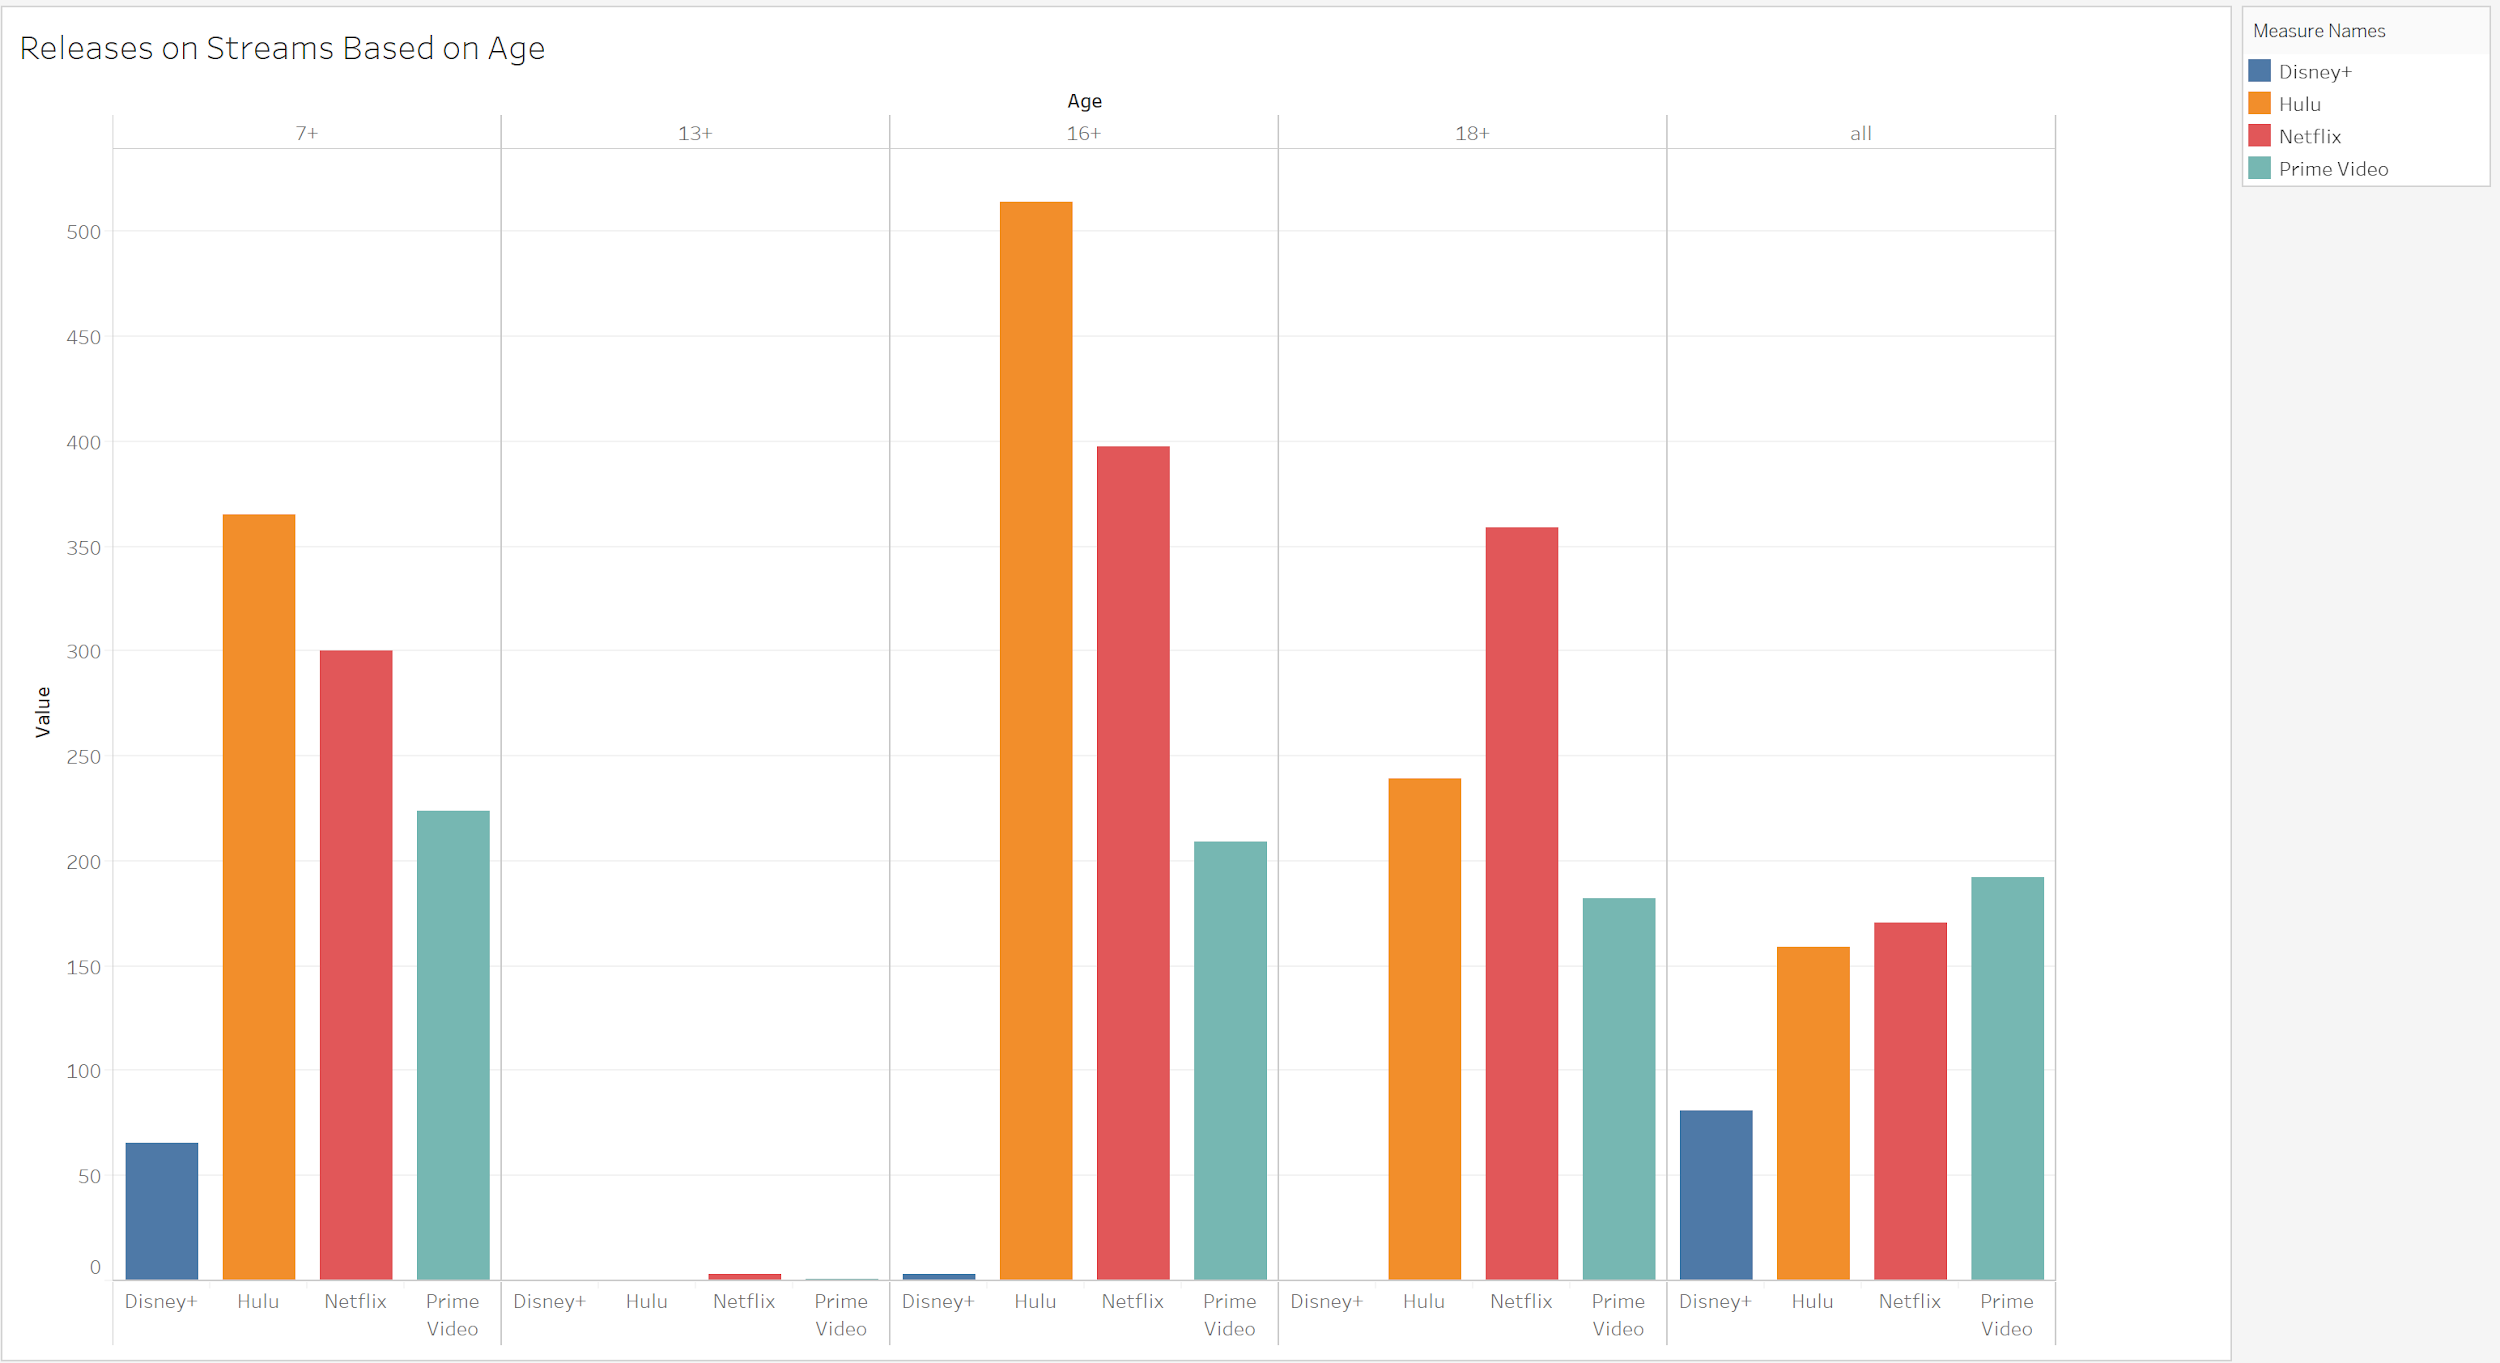 Releases on Streams Based on Age
Age
7+ 13+ 16+ 18+ all
500
450
400
350
300
250
200
150
100
50
0
Value
Disney+ Hulu Netflix Prime Video Disney+ Hulu Netflix Prime Video Disney+ Hulu Netflix Prime Video Disney+ Hulu Netflix Prime Video Disney+ Hulu Netflix Prime Video
Measure Names
Disney+
Hulu
Netflix
Prime Video